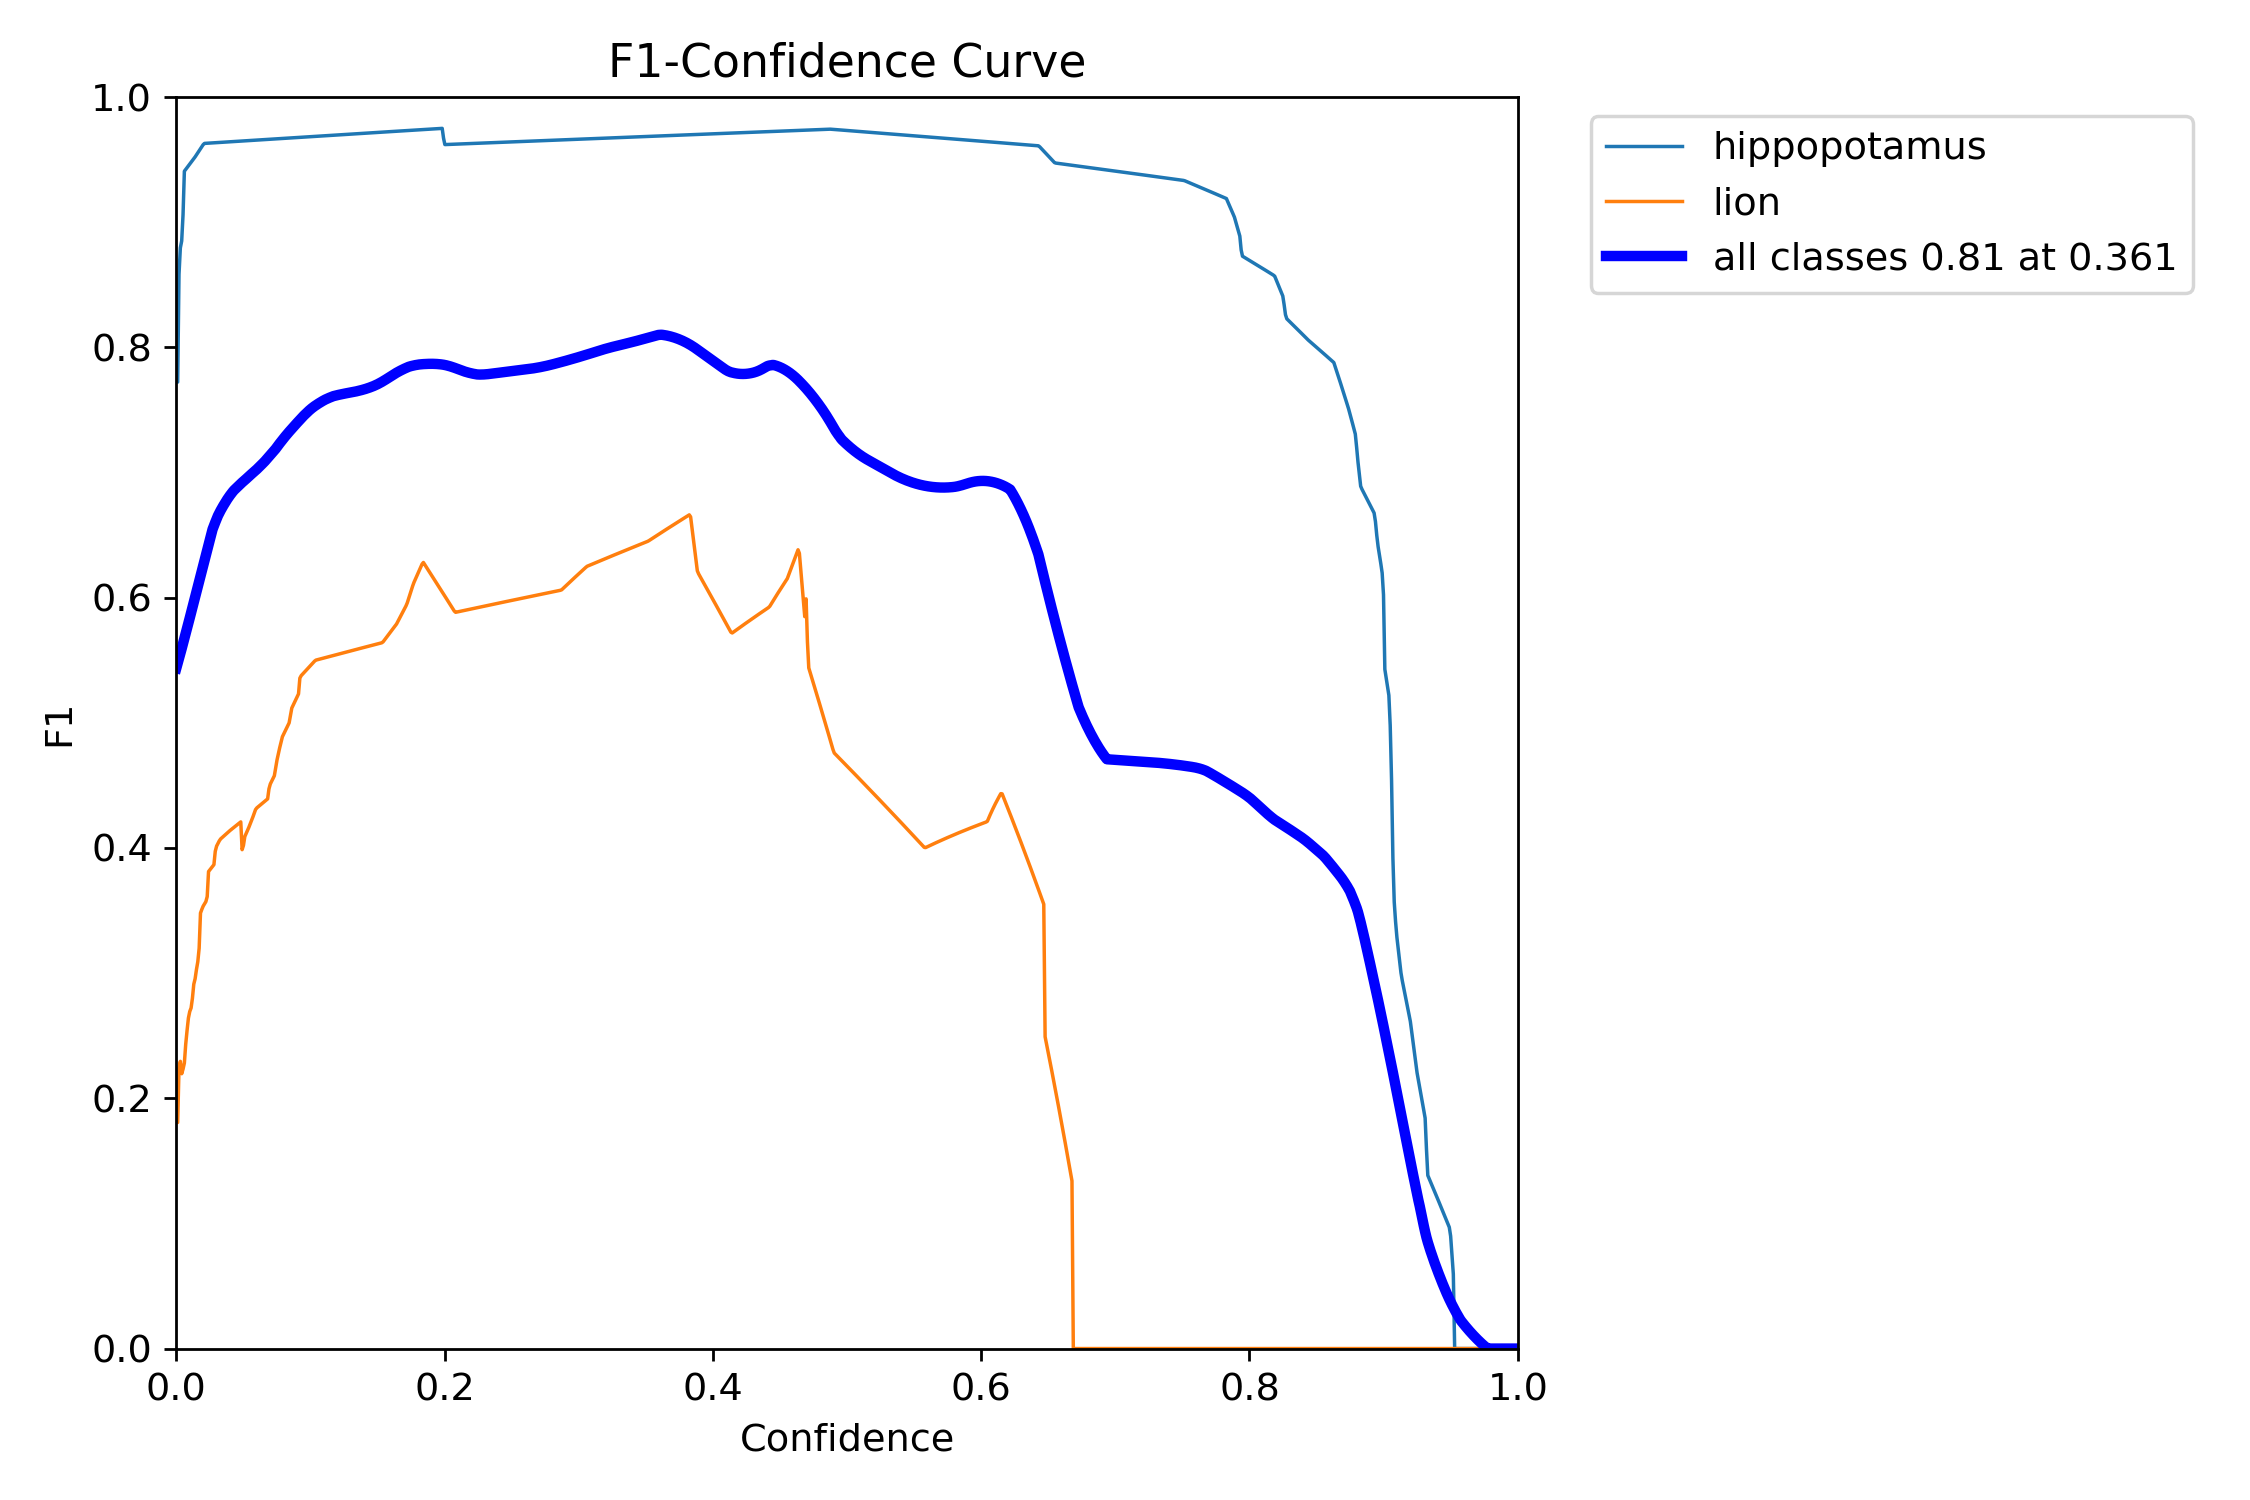 F1-Confidence Curve
1.0
0.8
0.6
0.4
0.2
0.0
F1
0.0 0.2 0.4 0.6 0.8 1.0
Confidence
hippopotamus
lion
all classes 0.81 at 0.361